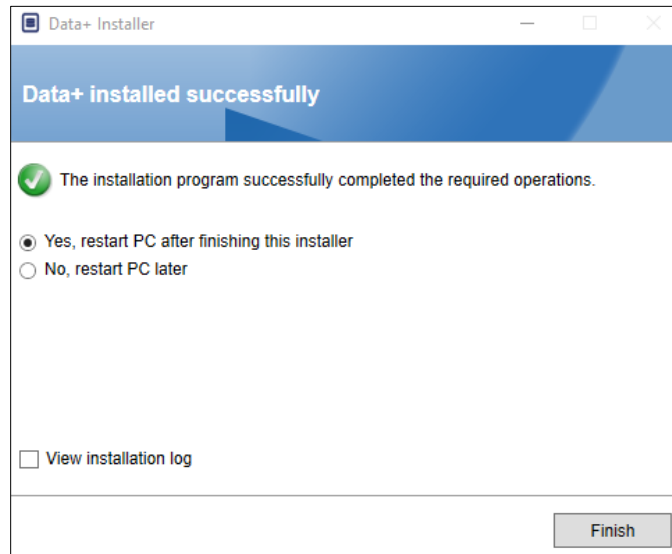 Data+ Installer
Data+ installed successfully
The installation program successfully completed the required operations.
Yes, restart PC after finishing this installer
No, restart PC later
View installation log
Finish